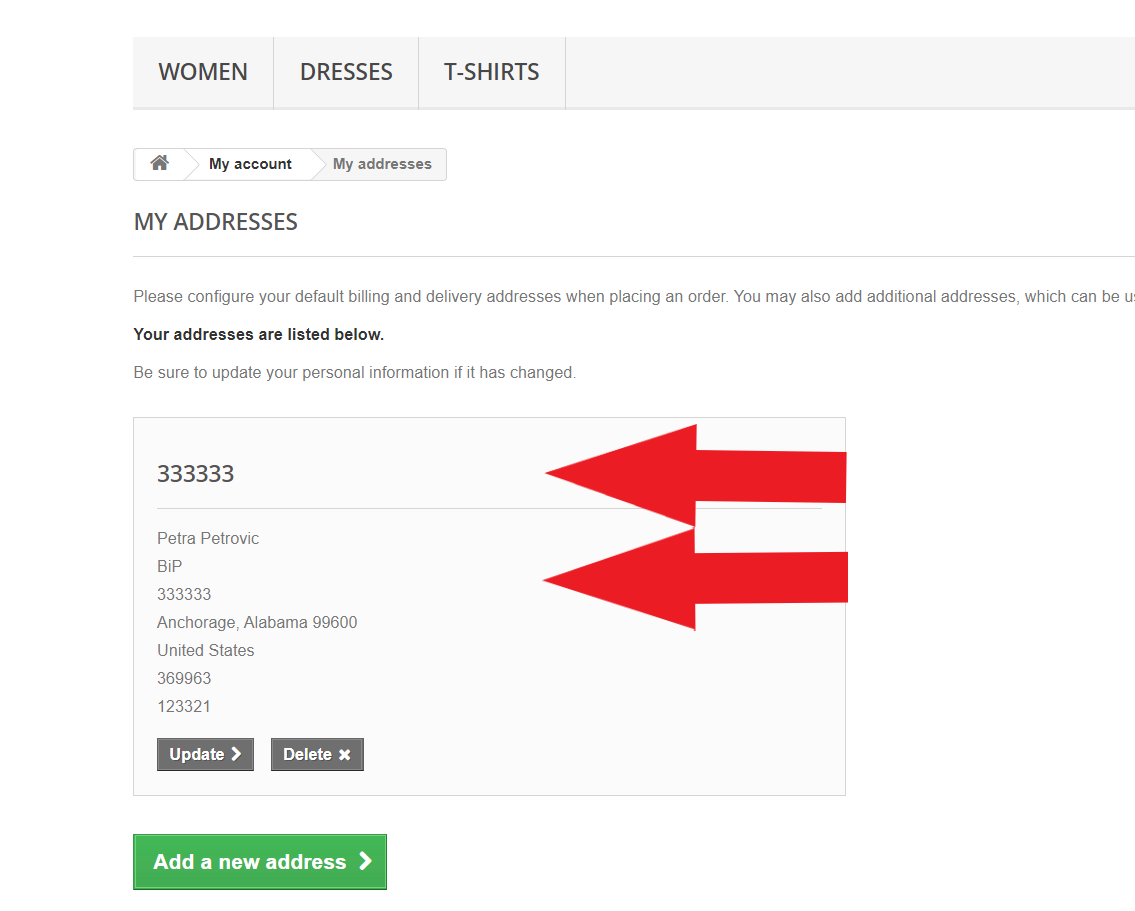 WOMEN DRESSES T-SHIRTS
My account My addresses
MY ADDRESSES
Please configure your default billing and delivery addresses when placing an order. You may also add additional addresses, which can be
Your addresses are listed below.
Be sure to update your personal information if it has changed.
333333
Petra Petrovic
BiP
333333
Anchorage, Alabama 99600
United States
369963
123321
Update Delete
Add a new address